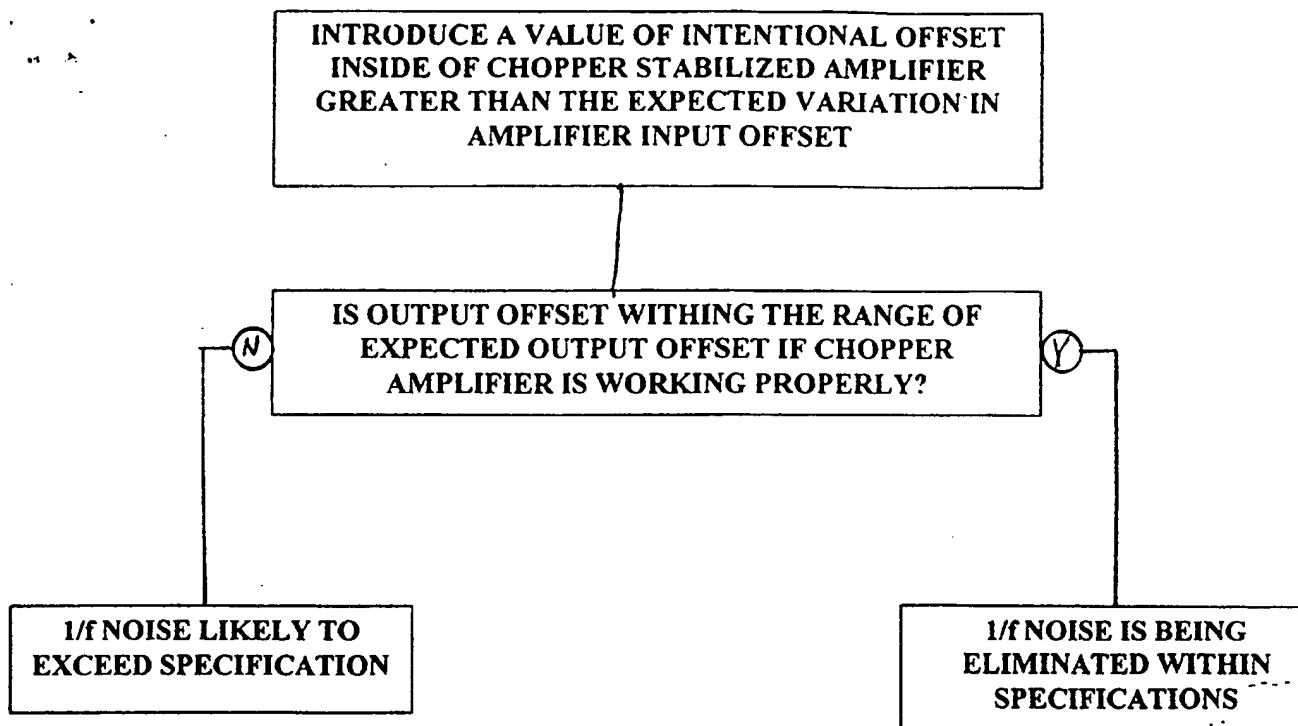 INTRODUCE A VALUE OF INTENTIONAL OFFSET
INSIDE OF CHOPPER STABILIZED AMPLIFIER
GREATER THAN THE EXPECTED VARIATION IN
AMPLIFIER INPUT OFFSET
IS OUTPUT OFFSET WITHING THE RANGE OF
EXPECTED OUTPUT OFFSET IF CHOPPER
AMPLIFIER IS WORKING PROPERLY?
N
Y
1/f NOISE LIKELY TO
EXCEED SPECIFICATION
1/f NOISE IS BEING
ELIMINATED WITHIN
SPECIFICATIONS